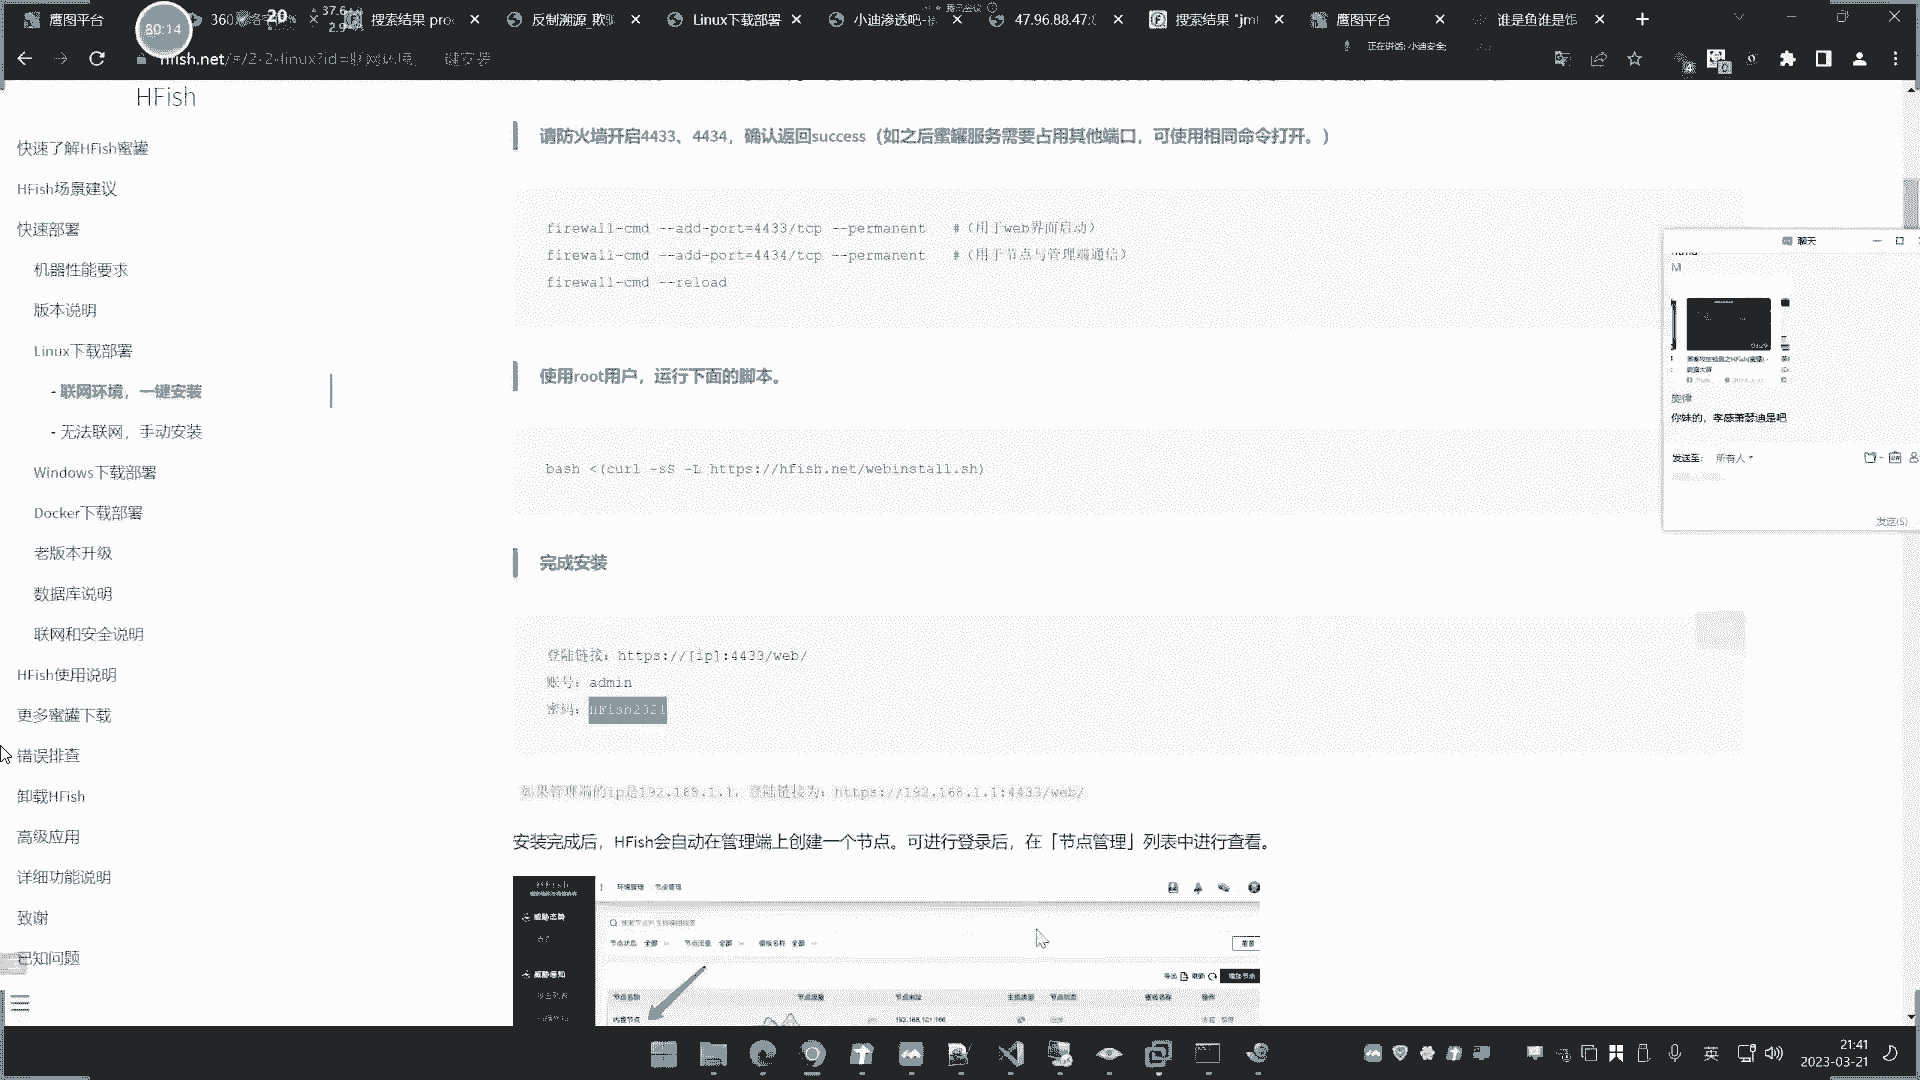 鹰图平台
搜索结果
反制溯源
Linux下载部署
小迪渗透吧
47.96.88.47:
搜索结果 "jm
鹰图平台
谁是鱼谁是饵
80:14
正在讲话: 小迪安全;
HFish
快速了解HFish蜜罐
HFish场景建议
快速部署
机器性能要求
版本说明
Linux下载部署
- 联网环境，一键安装
- 无法联网，手动安装
Windows下载部署
Docker下载部署
老版本升级
数据库说明
联网和安全说明
HFish使用说明
更多蜜罐下载
错误排查
卸载HFish
高级应用
详细功能说明
致谢
已知问题
请防火墙开启4433、4434，确认返回success（如之后蜜罐服务需要占用其他端口，可使用相同命令打开。）
firewall-cmd --add-port=4433/tcp --permanent #（用于web界面启动）
firewall-cmd --add-port=4434/tcp --permanent #（用于节点与管理端通信）
firewall-cmd --reload
使用root用户，运行下面的脚本。
bash <(curl -sS -L https://hfish.net/webinstall.sh)
完成安装
登陆链接：https://[ip]:4433/web/
账号：admin
密码：HFish2021
如果管理端的ip是192.168.1.1，登陆链接为：https://192.168.1.1:4433/web/
安装完成后，HFish会自动在管理端上创建一个节点。可进行登录后，在「节点管理」列表中进行查看。
聊天
旋律
你妹的，孝感萧瑟迪是吧
发送至: 所有人
发送(S)
英
21:41
2023-03-21